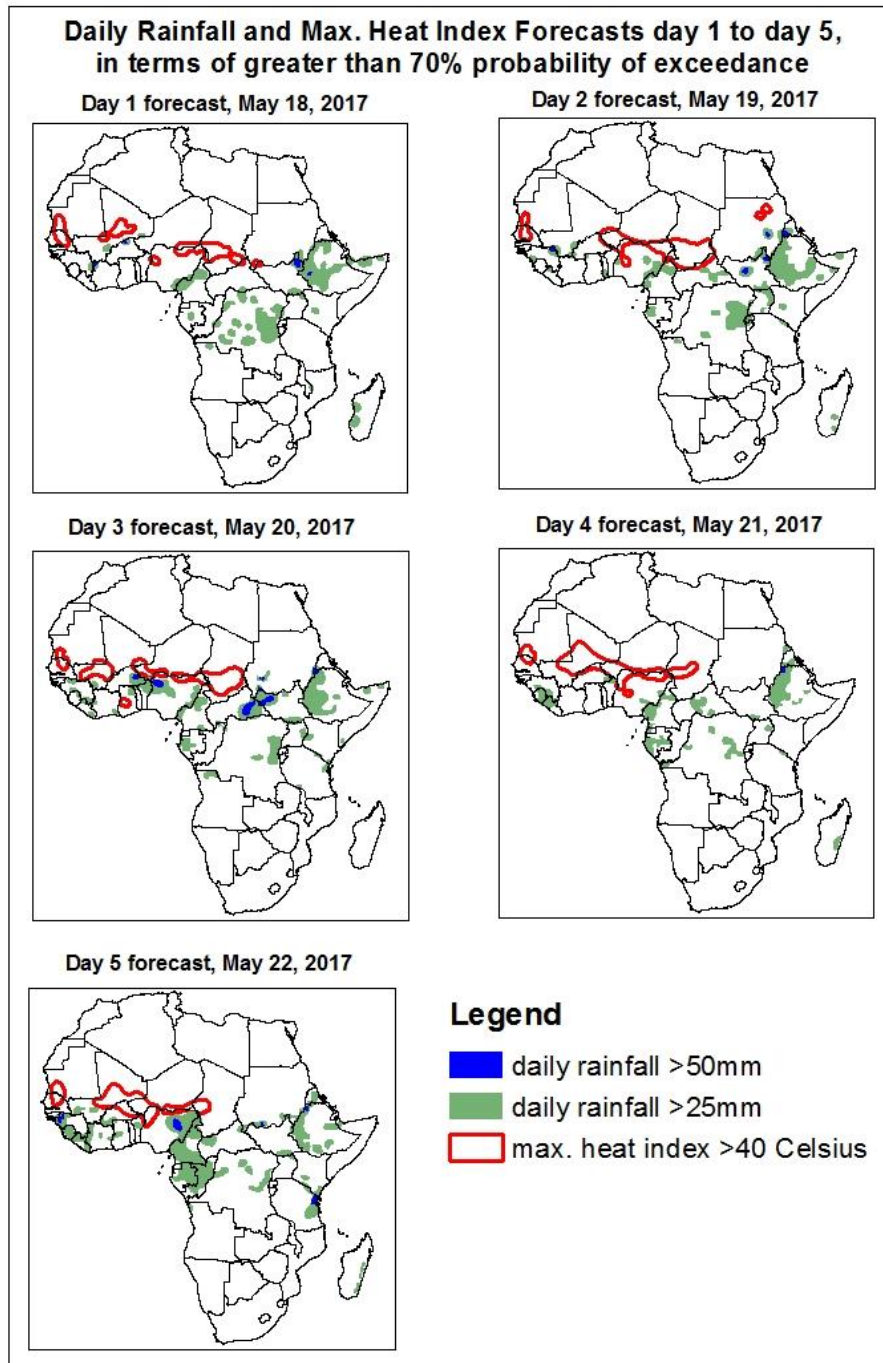 Daily Rainfall and Max. Heat Index Forecasts day 1 to day 5,
in terms of greater than 70% probability of exceedance
Day 1 forecast, May 18, 2017
Day 2 forecast, May 19, 2017
Day 3 forecast, May 20, 2017
Day 4 forecast, May 21, 2017
Day 5 forecast, May 22, 2017
Legend
daily rainfall >50mm
daily rainfall >25mm
max. heat index >40 Celsius